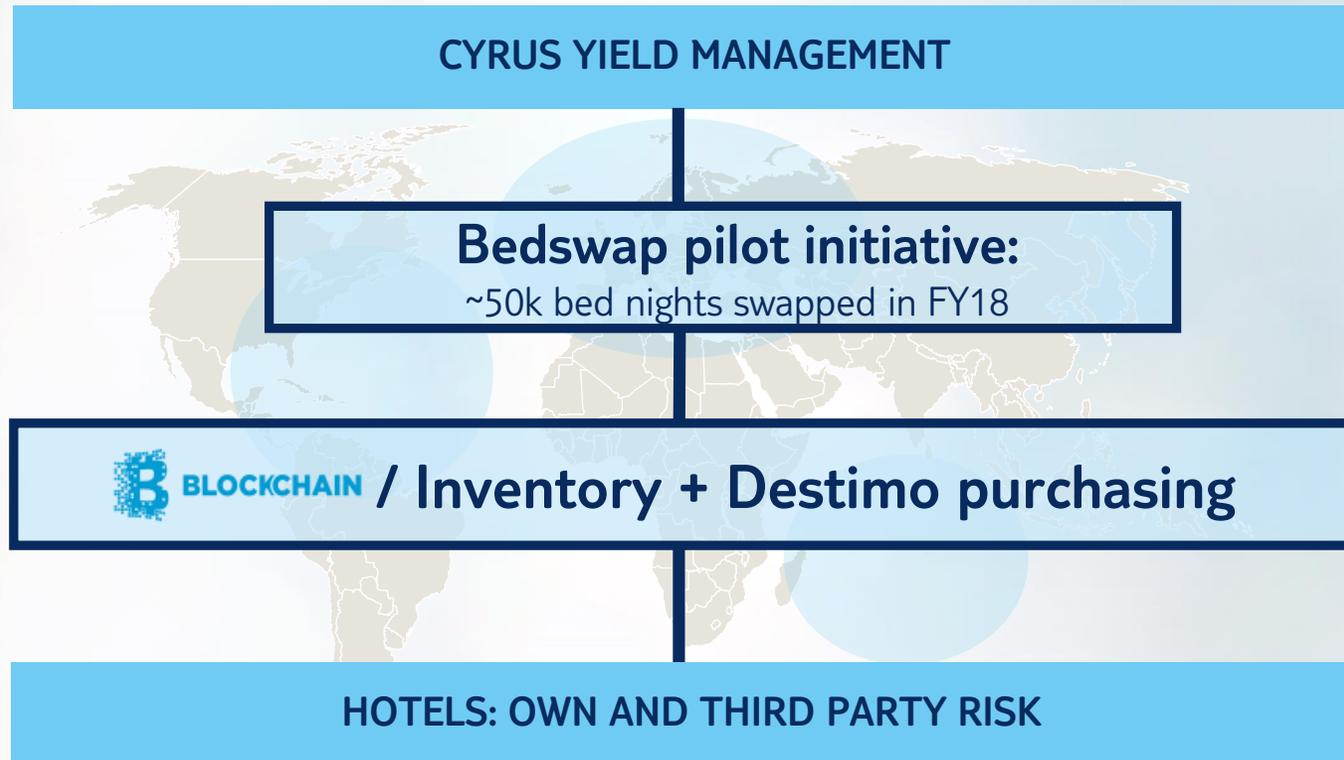 CYRUS YIELD MANAGEMENT
Bedswap pilot initiative:
~50k bed nights swapped in FY18
BLOCKCHAIN / Inventory + Destimo purchasing
HOTELS: OWN AND THIRD PARTY RISK